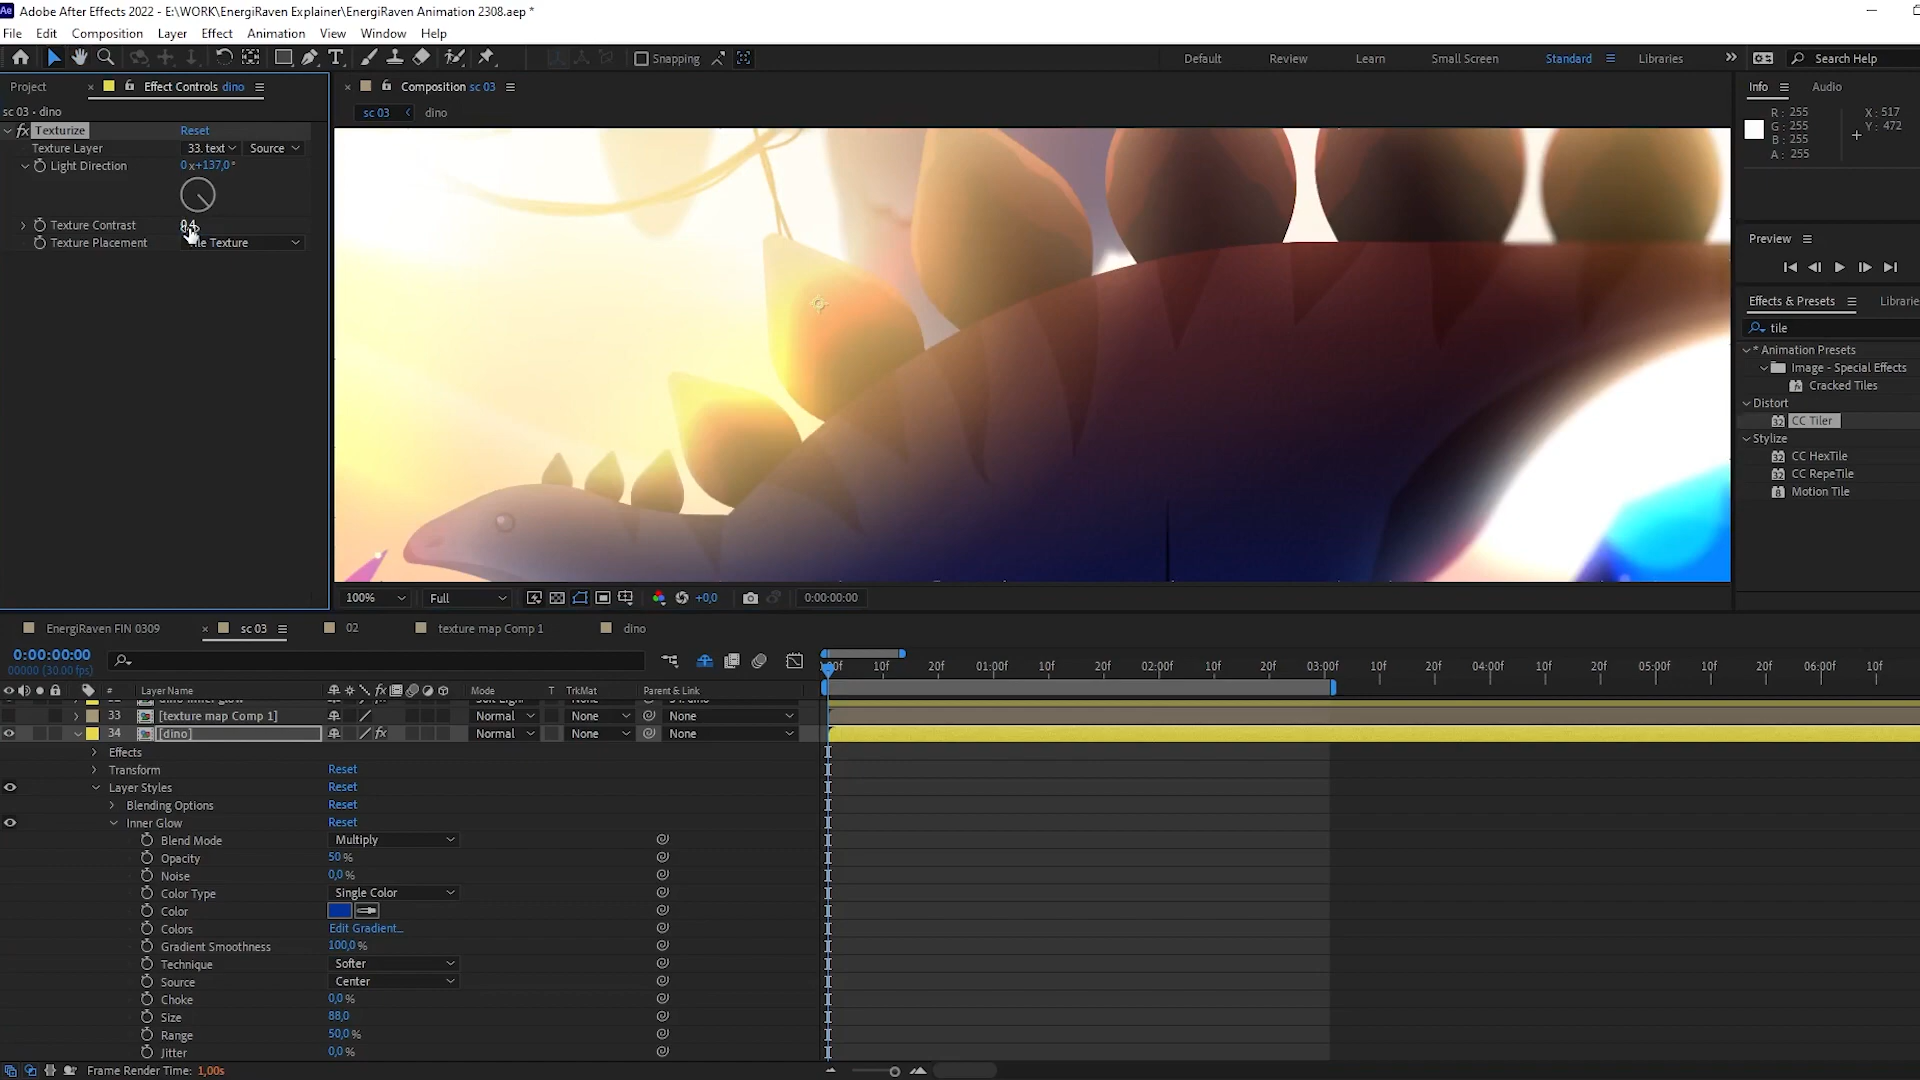 Adobe After Effects 2022 - E:\WORK\EnergiRaven Explainer\EnergiRaven Animation 2308.aep *
File Edit Composition Layer Effect Animation View Window Help
Snapping
Default Review Learn Small Screen Standard Libraries Search Help
Project Effect Controls dino
Composition sc 03
Info Audio
sc 03 • dino
sc 03 dino
R: 255 X: 517
G: 255 Y: 472
B: 255
A: 255
fx Texturize Reset
Texture Layer 33. text Source
Light Direction 0x+137,0°
Texture Contrast 0,4
Texture Placement Tile Texture
Preview
Effects & Presets Librarie
tile
* Animation Presets
Image - Special Effects
Cracked Tiles
Distort
CC Tiler
Stylize
CC HexTile
CC RepeTile
Motion Tile
100% Full +0,0 0:00:00:00
EnergiRaven FIN 0309 sc 03 02 texture map Comp 1 dino
0:00:00:00
00000 (30.00 fps)
10f 20f 01:00f 10f 20f 02:00f 10f 20f 03:00f 10f 20f 04:00f 10f 20f 05:00f 10f 20f 06:00f 10f
# Layer Name Mode T TrkMat Parent & Link
33 [texture map Comp 1] Normal None None
34 [dino] Normal None None
Effects
Transform Reset
Layer Styles Reset
Blending Options Reset
Inner Glow Reset
Blend Mode Multiply
Opacity 50 %
Noise 0,0 %
Color Type Single Color
Color
Colors Edit Gradient...
Gradient Smoothness 100,0 %
Technique Softer
Source Center
Choke 0,0 %
Size 88,0
Range 50,0 %
Jitter 0,0 %
Frame Render Time: 1,00s